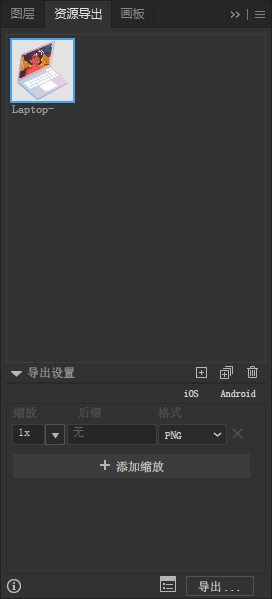 图层 资源导出 画板
Laptop-
导出设置
iOS Android
缩放 后缀 格式
1x 无 PNG
添加缩放
导出...